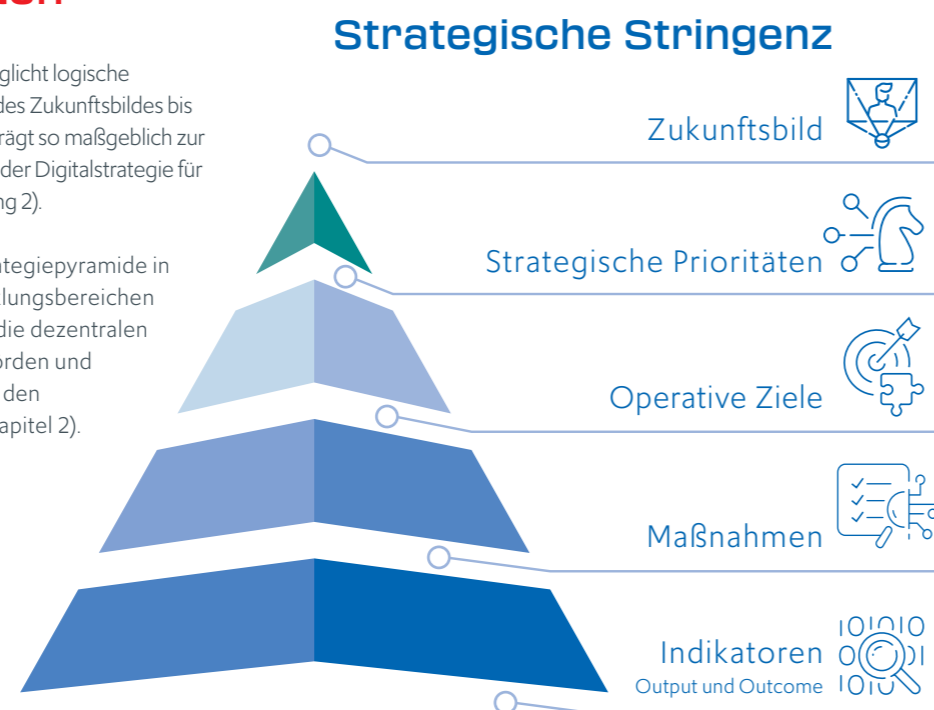 Strategische Stringenz
glicht logische
des Zukunftsbildes bis
rägt so maßgeblich zur
der Digitalstrategie für
ng 2).
ategiepyramide in
klungsbereichen
die dezentralen
orden und
den
apitel 2).
Zukunftsbild
Strategische Prioritäten
Operative Ziele
Maßnahmen
Indikatoren
Output und Outcome